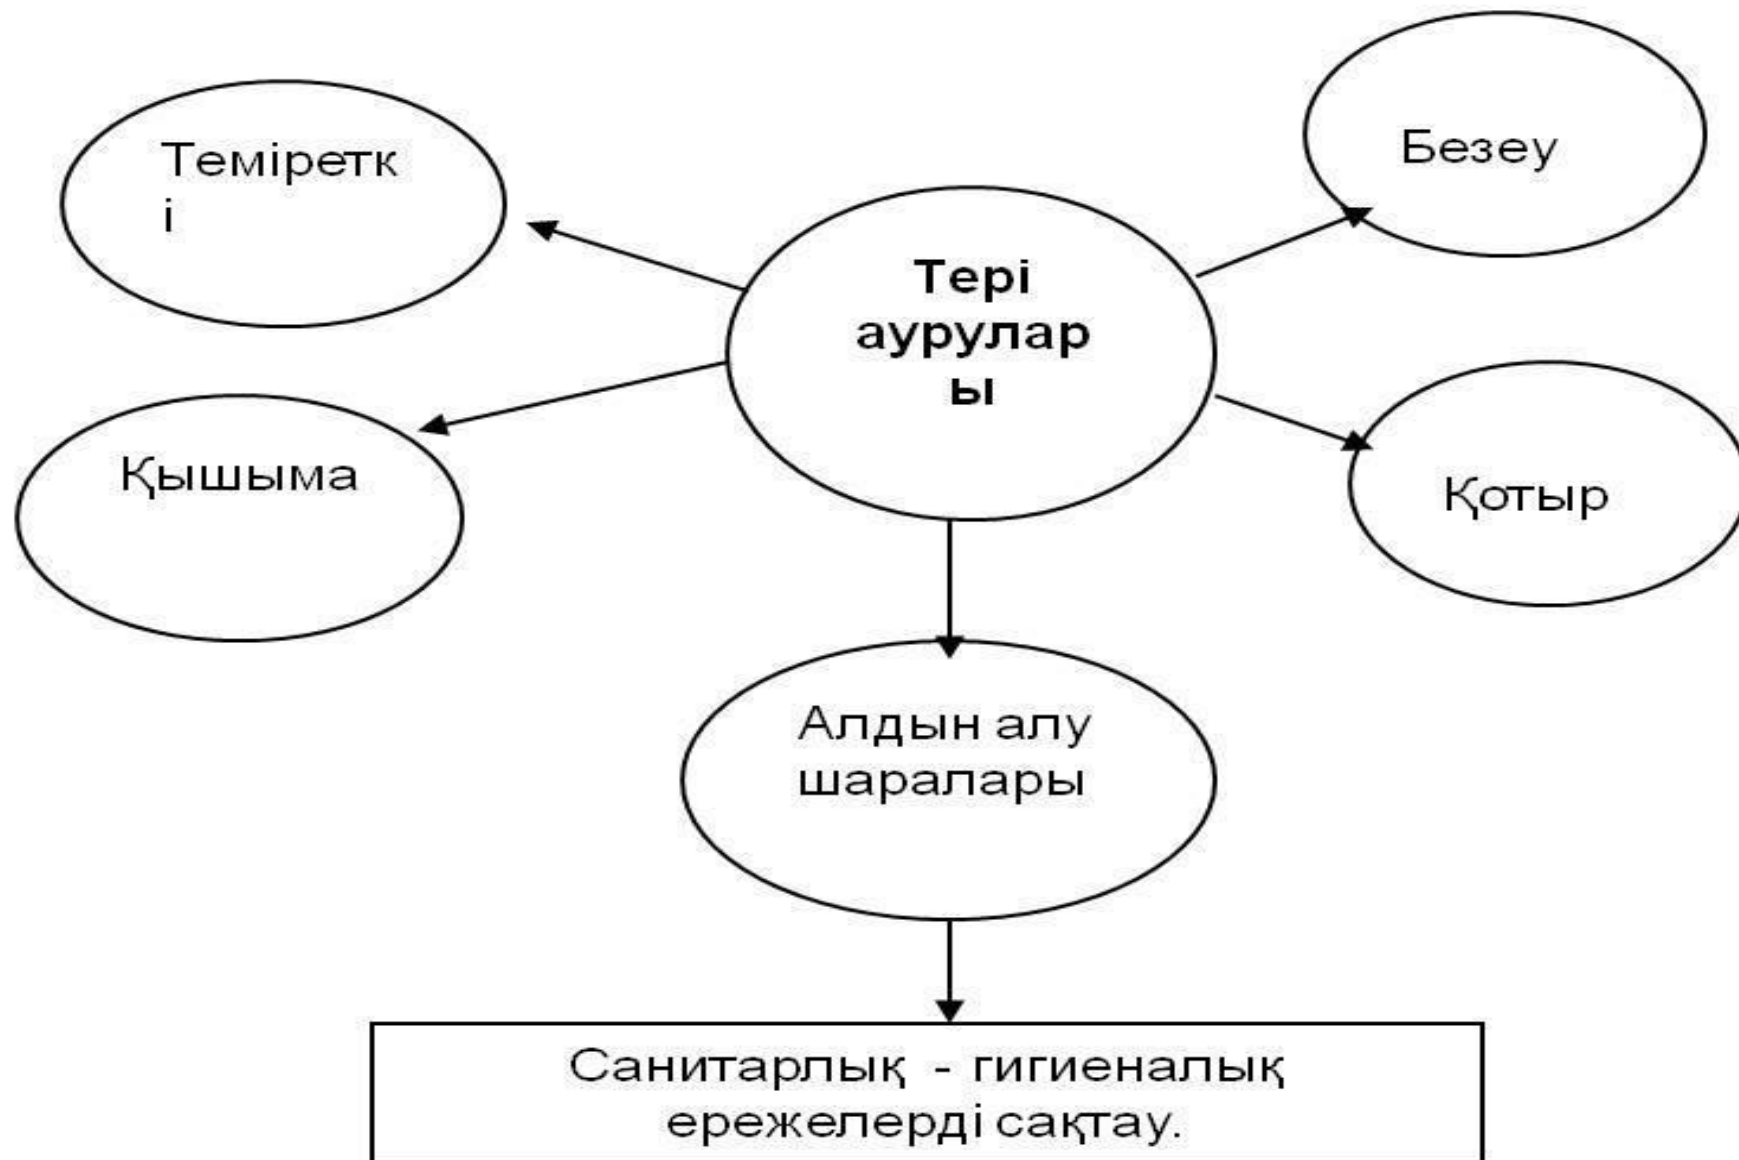 Теміретк
і
Безеу
Тері
аурулар
ы
Қышыма
Қотыр
Алдын алу
шаралары
Санитарлық - гигиеналық
ережелерді сақтау.